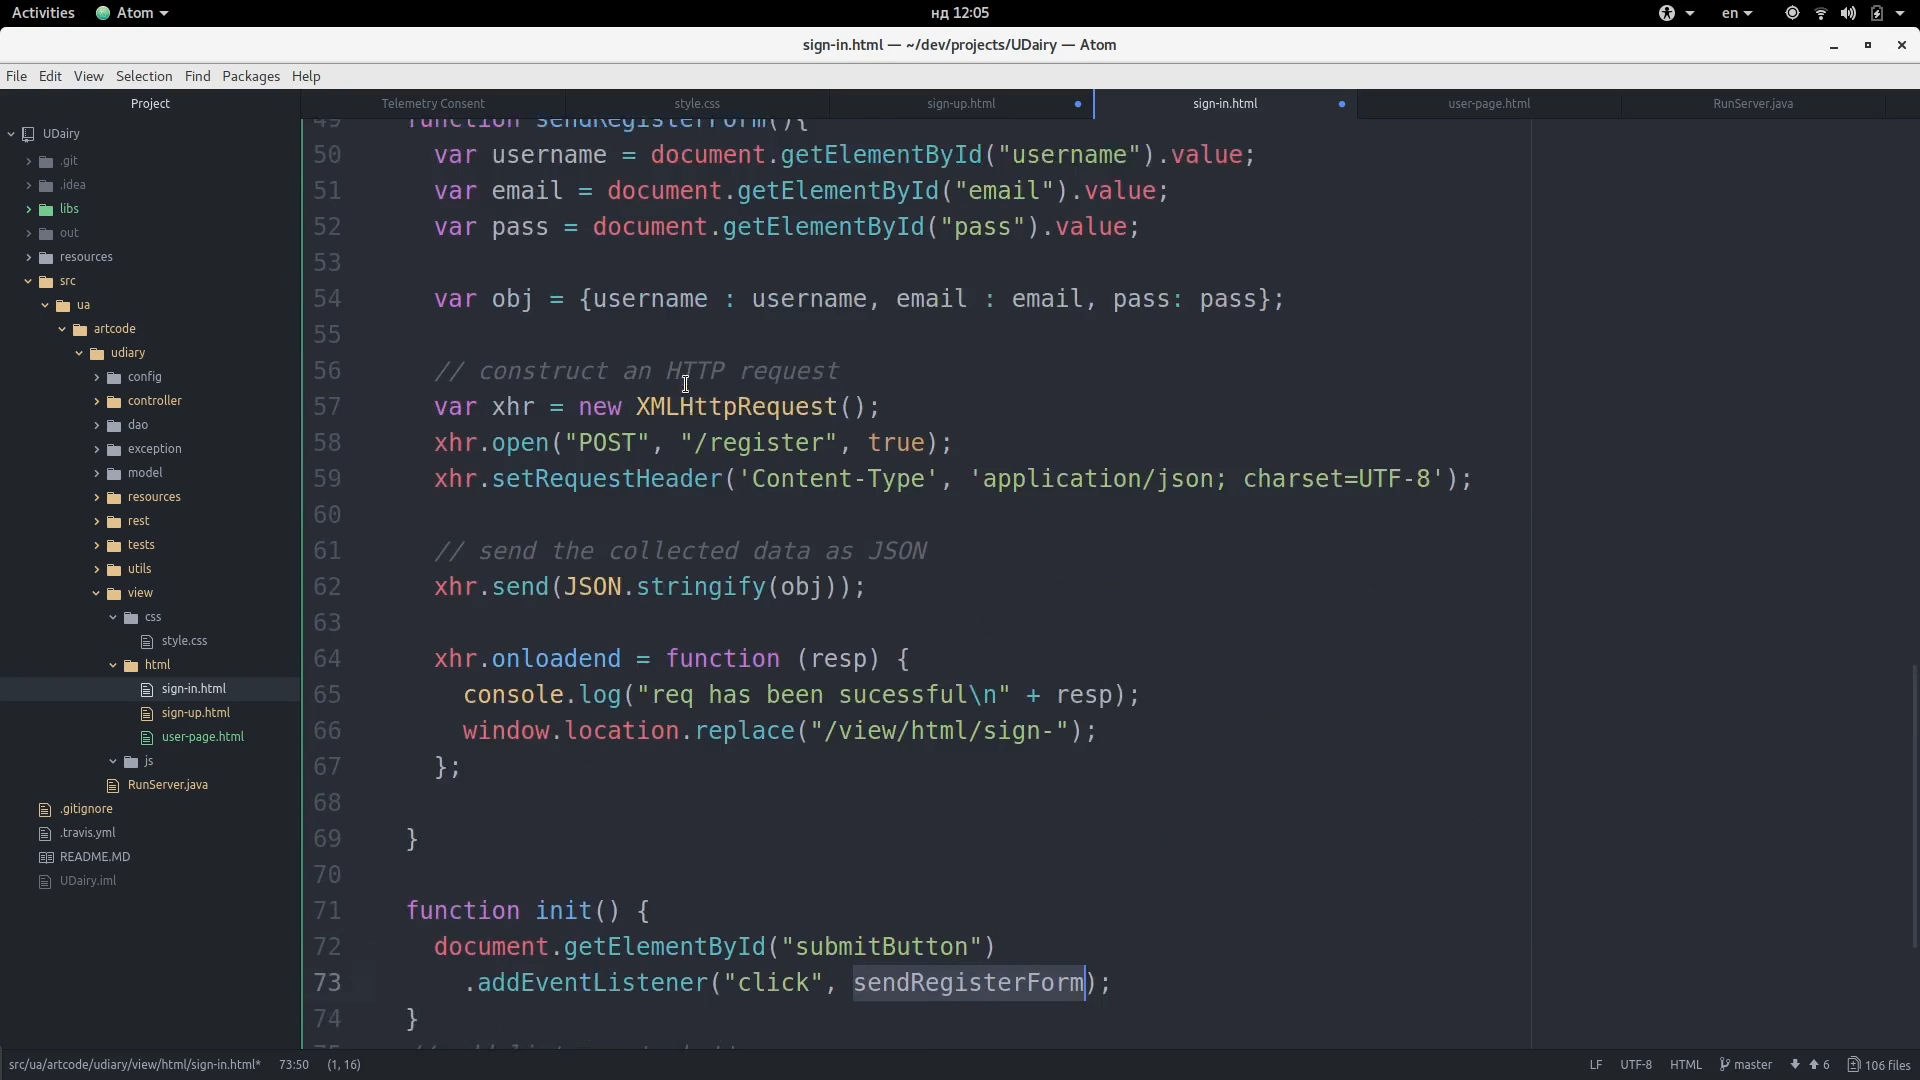 Activities Atom нд 12:05 en
sign-in.html — ~/dev/projects/UDairy — Atom
File Edit View Selection Find Packages Help
Project
Telemetry Consent style.css sign-up.html sign-in.html user-page.html RunServer.java
UDairy
.git
.idea
libs
out
resources
src
ua
artcode
udiary
config
controller
dao
exception
model
resources
rest
tests
utils
view
css
style.css
html
sign-in.html
sign-up.html
user-page.html
js
RunServer.java
.gitignore
.travis.yml
README.MD
UDairy.iml
49 function sendRegisterForm(){
50 var username = document.getElementById("username").value;
51 var email = document.getElementById("email").value;
52 var pass = document.getElementById("pass").value;
53
54 var obj = {username : username, email : email, pass: pass};
55
56 // construct an HTTP request
57 var xhr = new XMLHttpRequest();
58 xhr.open("POST", "/register", true);
59 xhr.setRequestHeader('Content-Type', 'application/json; charset=UTF-8');
60
61 // send the collected data as JSON
62 xhr.send(JSON.stringify(obj));
63
64 xhr.onloadend = function (resp) {
65 console.log("req has been sucessful\n" + resp);
66 window.location.replace("/view/html/sign-");
67 };
68
69 }
70
71 function init() {
72 document.getElementById("submitButton")
73 .addEventListener("click", sendRegisterForm);
74 }
src/ua/artcode/udiary/view/html/sign-in.html* 73:50 (1, 16) LF UTF-8 HTML master 6 106 files